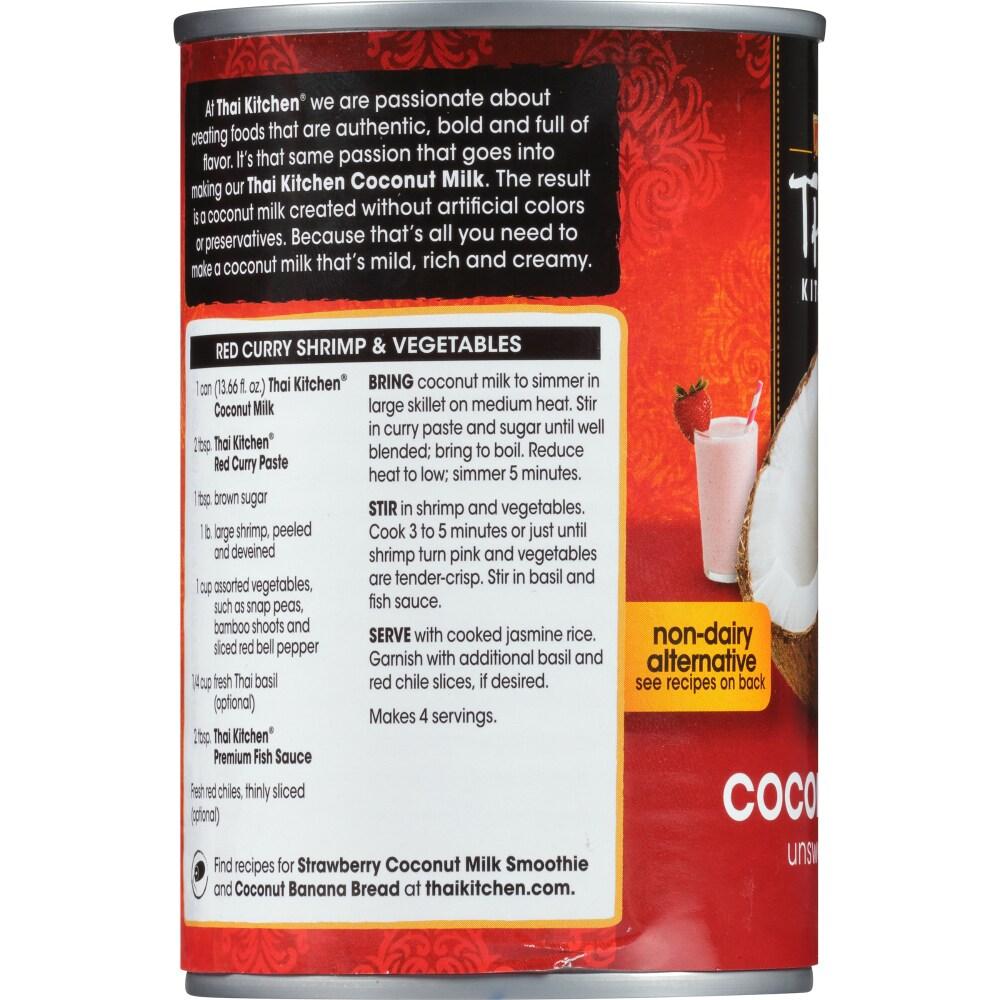 At Thai Kitchen® we are passionate about
creating foods that are authentic, bold and full of
flavor. It's that same passion that goes into
making our Thai Kitchen Coconut Milk. The result
is a coconut milk created without artificial colors
or preservatives. Because that's all you need to
make a coconut milk that's mild, rich and creamy.
RED CURRY SHRIMP & VEGETABLES
1 can (13.66 fl. oz.) Thai Kitchen®
Coconut Milk
2 tbsp. Thai Kitchen®
Red Curry Paste
1 tbsp. brown sugar
1 lb. large shrimp, peeled
and deveined
1 cup assorted vegetables,
such as snap peas,
bamboo shoots and
sliced red bell pepper
1/4 cup fresh Thai basil
(optional)
2 tbsp. Thai Kitchen®
Premium Fish Sauce
Fresh red chiles, thinly sliced
(optional)
BRING coconut milk to simmer in
large skillet on medium heat. Stir
in curry paste and sugar until well
blended; bring to boil. Reduce
heat to low; simmer 5 minutes.
STIR in shrimp and vegetables.
Cook 3 to 5 minutes or just until
shrimp turn pink and vegetables
are tender-crisp. Stir in basil and
fish sauce.
SERVE with cooked jasmine rice.
Garnish with additional basil and
red chile slices, if desired.
Makes 4 servings.
Find recipes for Strawberry Coconut Milk Smoothie
and Coconut Banana Bread at thaikitchen.com.
non-dairy
alternative
see recipes on back